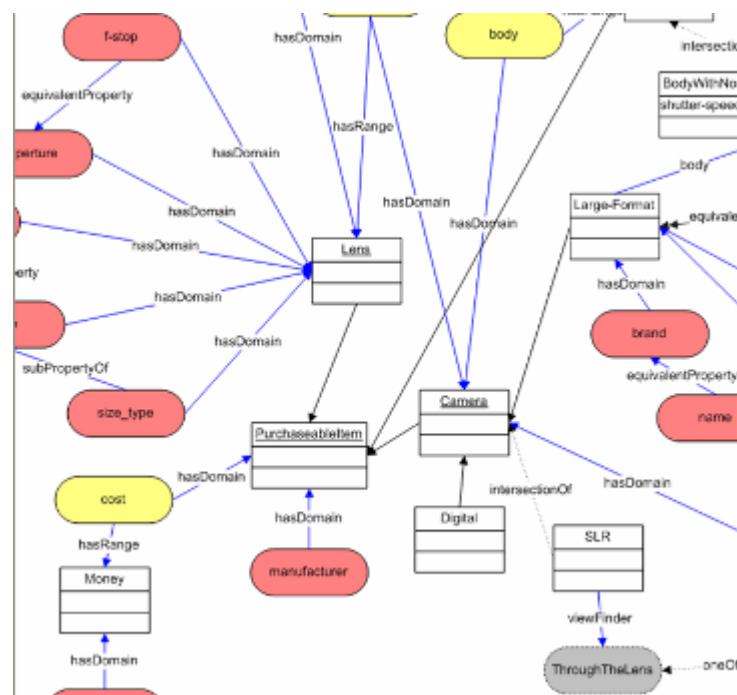 f-stop
hasDomain
body
intersectio
equivalentProperty
BodyWithNo
shutter-speed
hasRange
perture
hasDomain
body
hasDomain
hasDomain
Large-Format
hasDomain
equivale
Lens
hasDomain
perty
hasDomain
hasDomain
brand
hasDomain
subPropertyOf
equivalentProperty
size_type
Camera
name
PurchaseableItem
hasDomain
cost
intersectionOf
hasDomain
hasDomain
Digital
SLR
hasRange
Money
manufacturer
viewFinder
hasDomain
ThroughTheLens
oneOf